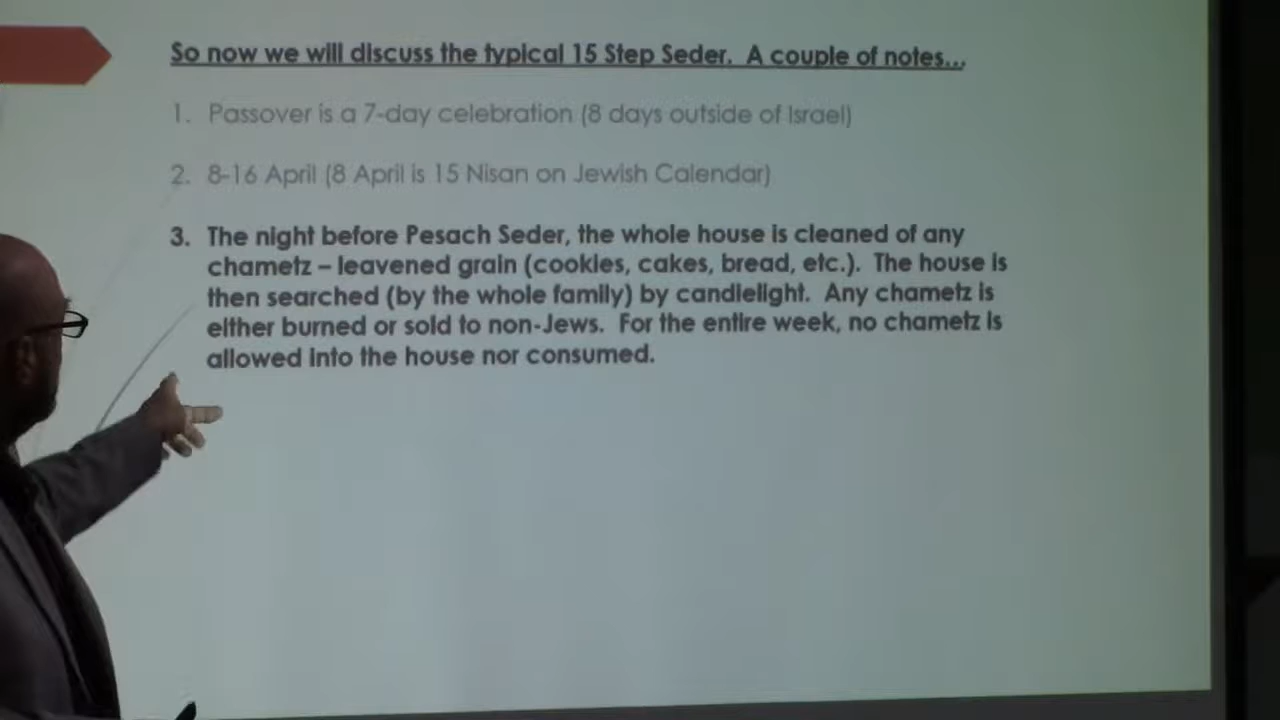 So now we will discuss the typical 15 Step Seder. A couple of notes...
1. Passover is a 7-day celebration (8 days outside of Israel)
2. 8-16 April (8 April is 15 Nisan on Jewish Calendar)
3. The night before Pesach Seder, the whole house is cleaned of any
chametz – leavened grain (cookies, cakes, bread, etc.). The house is
then searched (by the whole family) by candlelight. Any chametz is
either burned or sold to non-Jews. For the entire week, no chametz is
allowed into the house nor consumed.